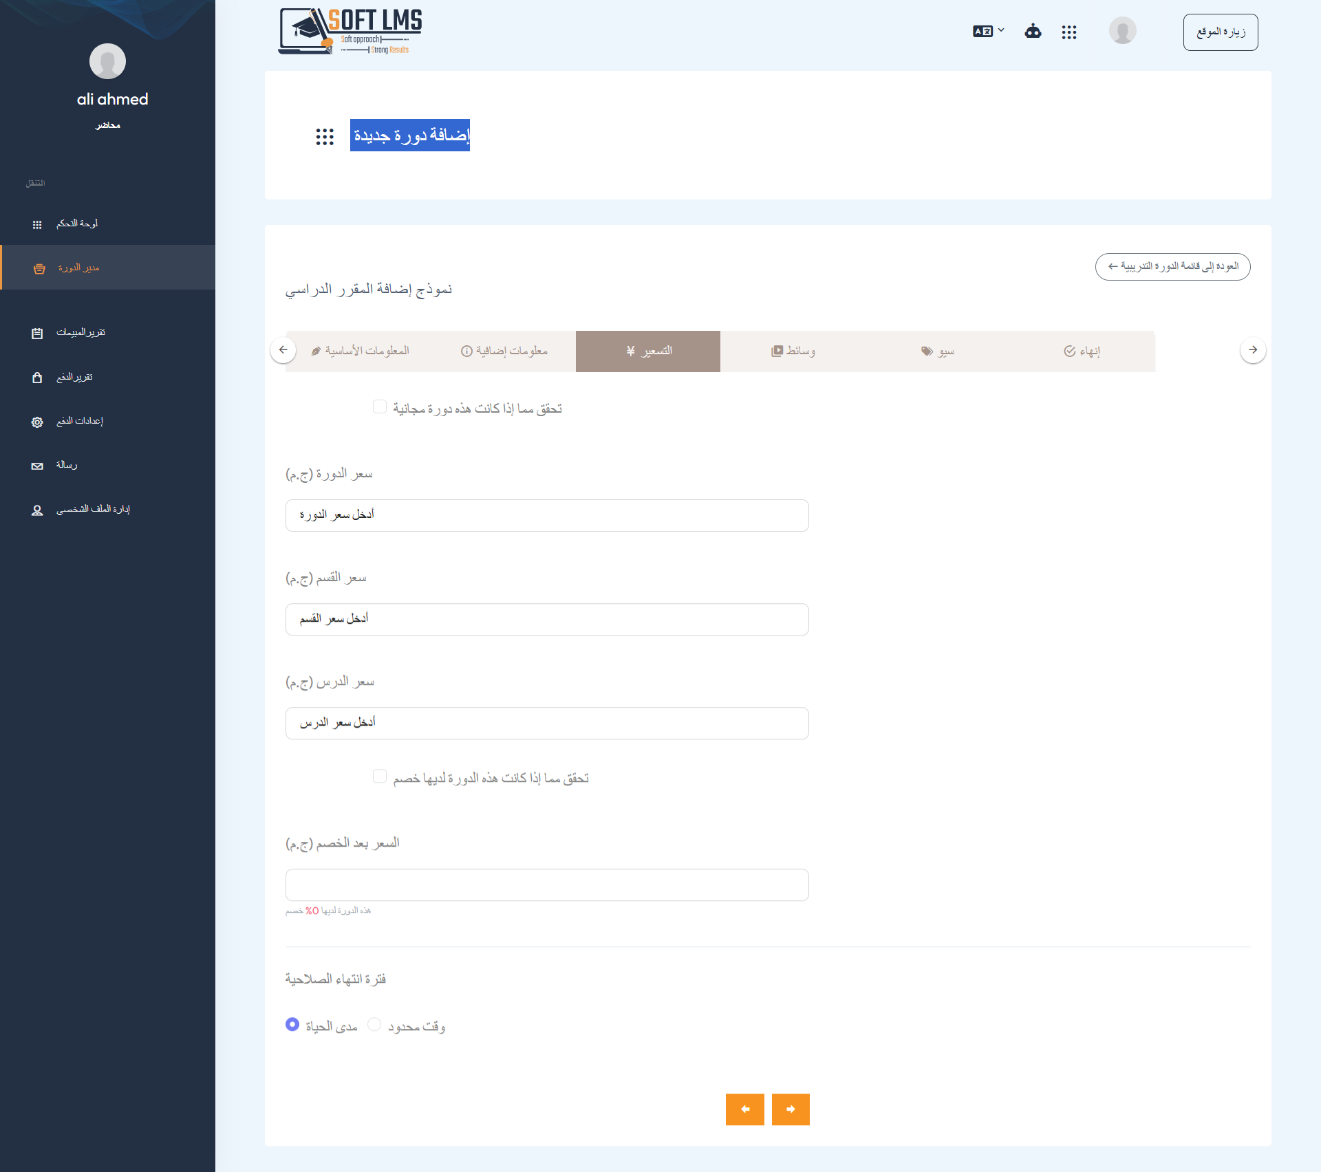 SOFT LMS
Soft approach
Strong Results
زيارة الموقع
ali ahmed
محاضر
التنقل
لوحة التحكم
مدير الدورة
تقرير المبيعات
تقرير الدفع
إعدادات الدفع
رسالة
إدارة الملف الشخصي
إضافة دورة جديدة
العودة إلى قائمة الدورة التدريبية
نموذج إضافة المقرر الدراسي
المعلومات الأساسية
معلومات إضافية
التسعير ¥
وسائط
سيو
إنهاء
تحقق مما إذا كانت هذه دورة مجانية
سعر الدورة (ج.م)
أدخل سعر الدورة
سعر القسم (ج.م)
أدخل سعر القسم
سعر الدرس (ج.م)
أدخل سعر الدرس
تحقق مما إذا كانت هذه الدورة لديها خصم
السعر بعد الخصم (ج.م)
هذه الدورة لديها 0% خصم
فترة انتهاء الصلاحية
مدى الحياة
وقت محدود